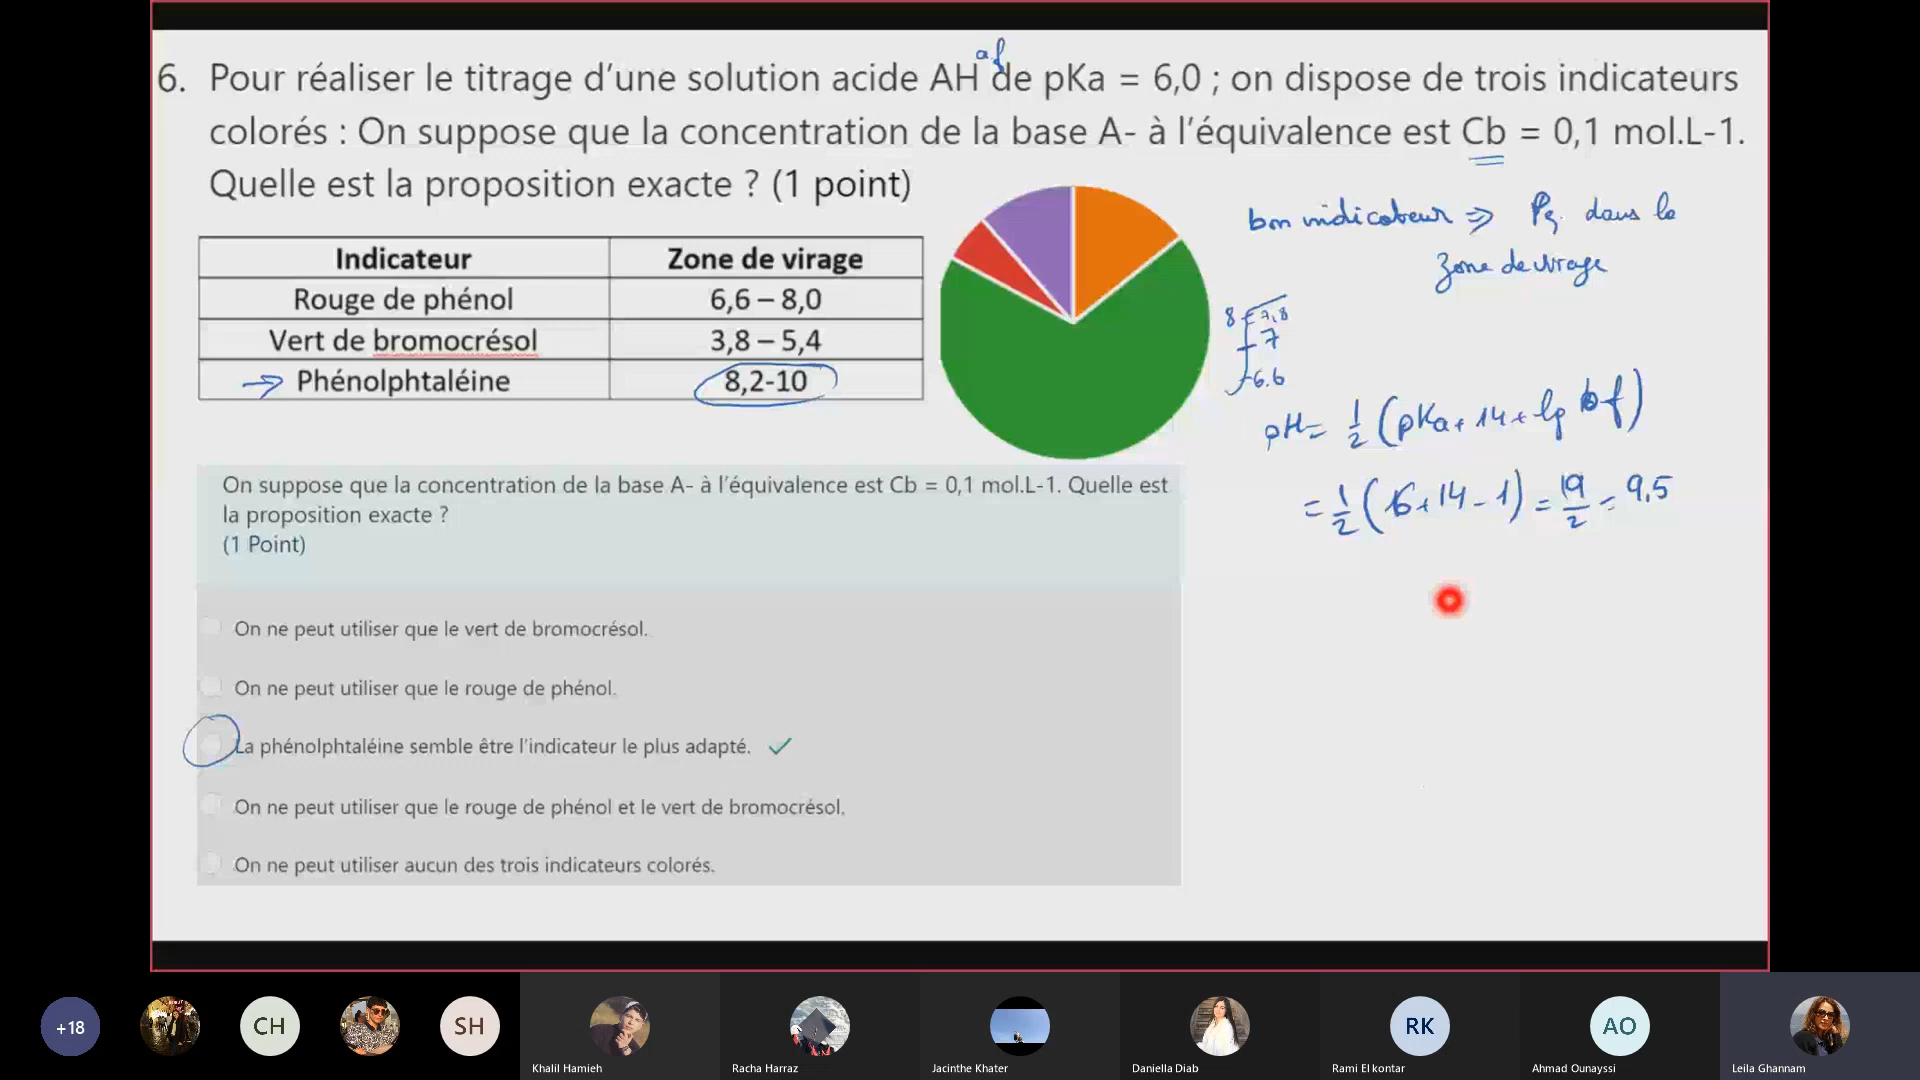 af
6. Pour réaliser le titrage d'une solution acide AH de pKa = 6,0 ; on dispose de trois indicateurs
colorés : On suppose que la concentration de la base A- à l'équivalence est Cb = 0,1 mol.L-1.
Quelle est la proposition exacte ? (1 point)
Indicateur Zone de virage
Rouge de phénol 6,6 – 8,0
Vert de bromocrésol 3,8 – 5,4
→ Phénolphtaléine 8,2-10
bon indicateur ⇒ dans la
zone de virage
8 7,8
7
6.6
pH = 1/2 (pKa + 14 + lg bf)
= 1/2 (6 + 14 - 1) = 19/2 = 9,5
On suppose que la concentration de la base A- à l'équivalence est Cb = 0,1 mol.L-1. Quelle est
la proposition exacte ?
(1 Point)
On ne peut utiliser que le vert de bromocrésol.
On ne peut utiliser que le rouge de phénol.
La phénolphtaléine semble être l'indicateur le plus adapté. ✓
On ne peut utiliser que le rouge de phénol et le vert de bromocrésol.
On ne peut utiliser aucun des trois indicateurs colorés.
+18 CH SH RK AO
Khalil Hamieh Racha Harraz Jacinthe Khater Daniella Diab Rami El kontar Ahmad Ounayssi Leila Ghannam